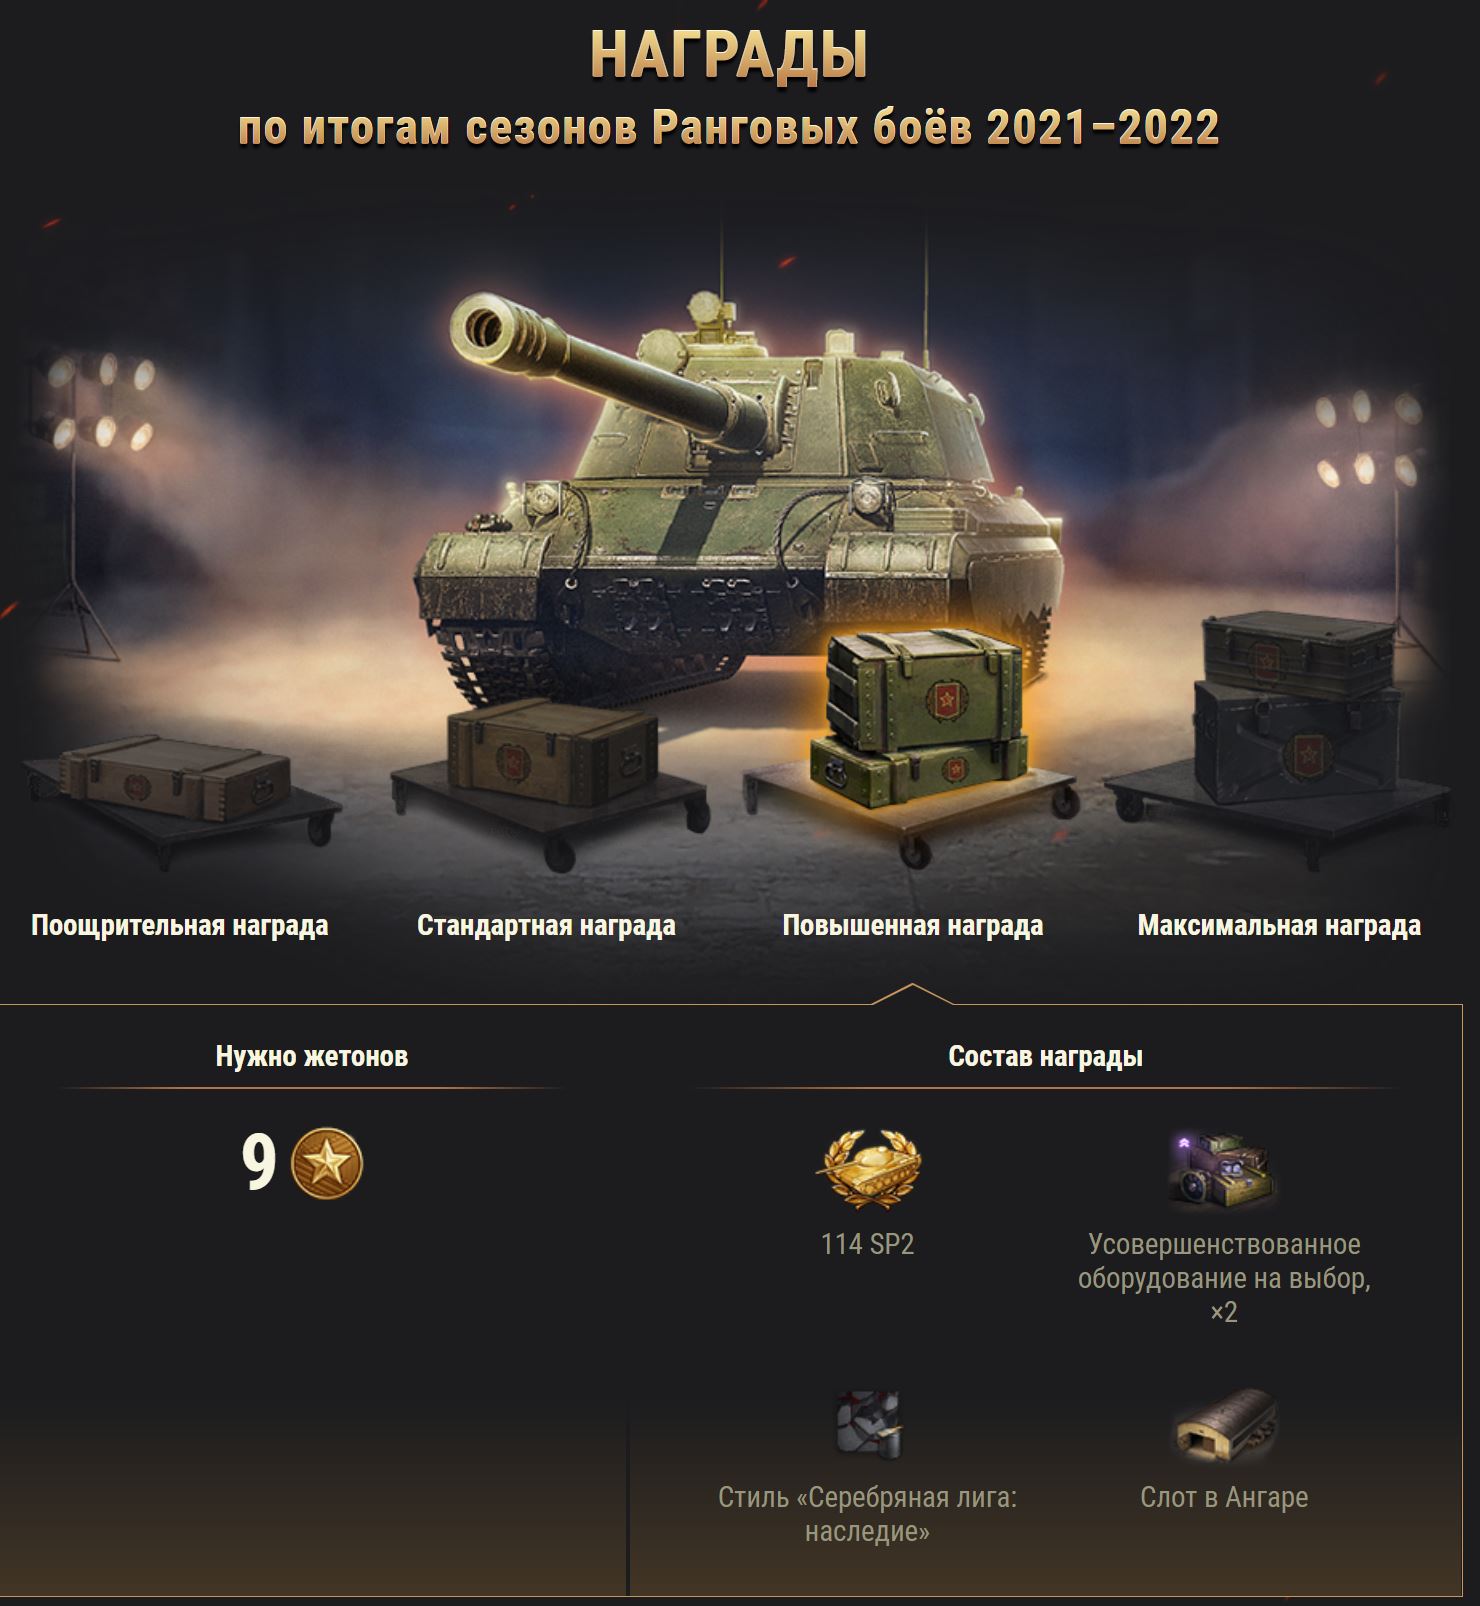 НАГРАДЫ
по итогам сезонов Ранговых боёв 2021–2022
Поощрительная награда
Стандартная награда
Повышенная награда
Максимальная награда
Нужно жетонов
9
Состав награды
114 SP2
Усовершенствованное
оборудование на выбор,
×2
Стиль «Серебряная лига:
наследие»
Слот в Ангаре